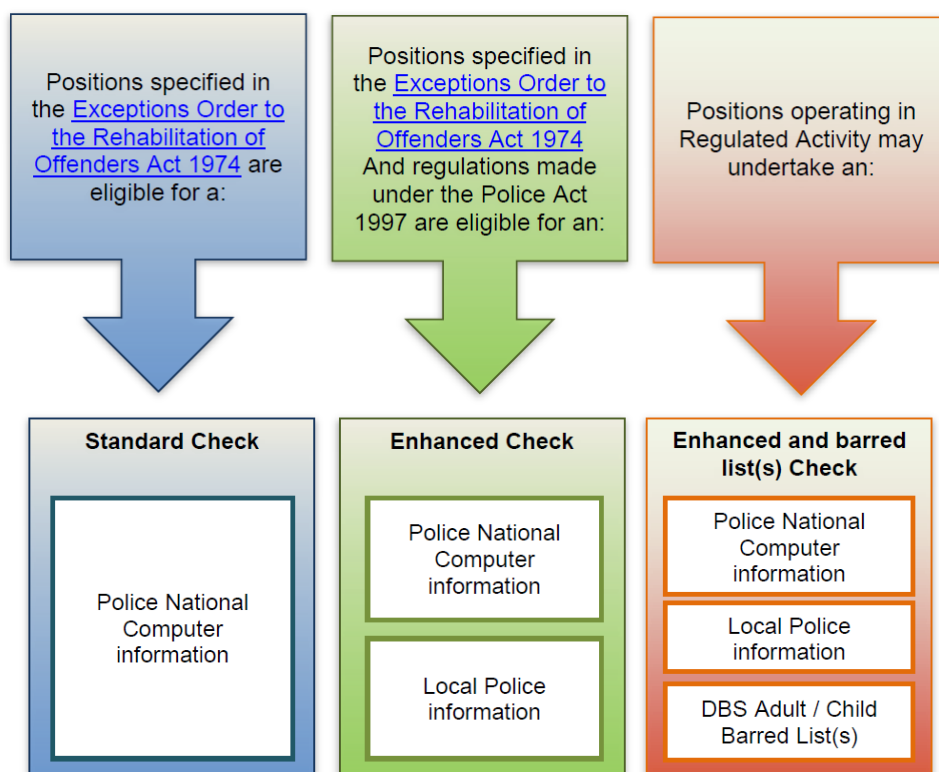 Positions specified in
the Exceptions Order to
the Rehabilitation of
Offenders Act 1974 are
eligible for a:
Positions specified in
the Exceptions Order to
the Rehabilitation of
Offenders Act 1974
And regulations made
under the Police Act
1997 are eligible for an:
Positions operating in
Regulated Activity may
undertake an:
Standard Check
Police National
Computer
information
Enhanced Check
Police National
Computer
information
Local Police
information
Enhanced and barred
list(s) Check
Police National
Computer
information
Local Police
information
DBS Adult / Child
Barred List(s)